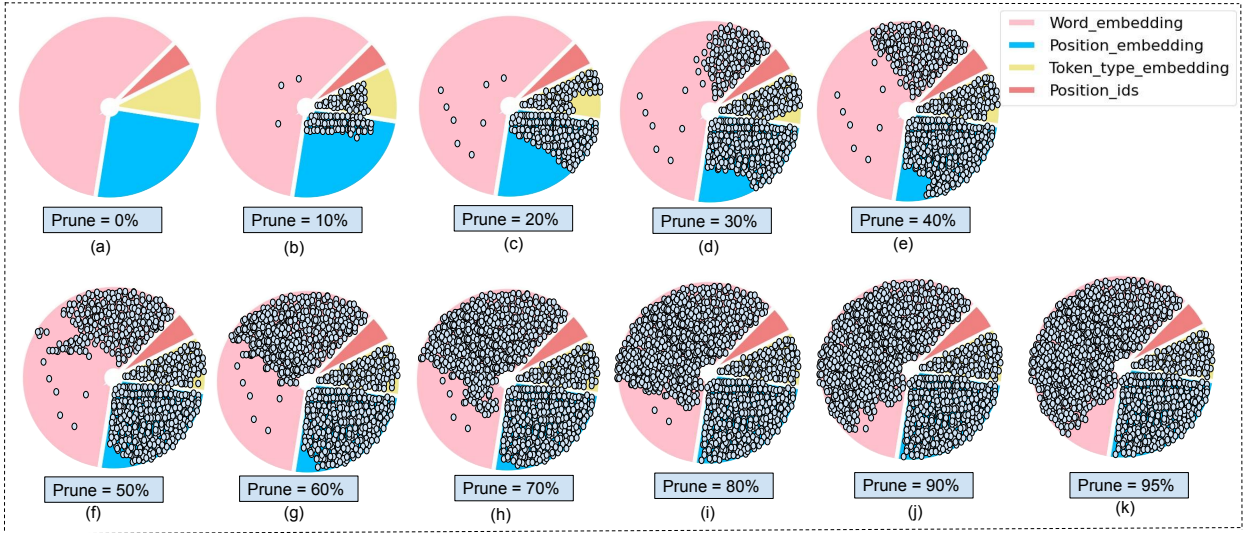 Word_embedding
Position_embedding
Token_type_embedding
Position_ids
Prune = 0%
Prune = 10%
Prune = 20%
Prune = 30%
Prune = 40%
(a)
(b)
(c)
(d)
(e)
Prune = 50%
Prune = 60%
Prune = 70%
Prune = 80%
Prune = 90%
Prune = 95%
(f)
(g)
(h)
(i)
(j)
(k)